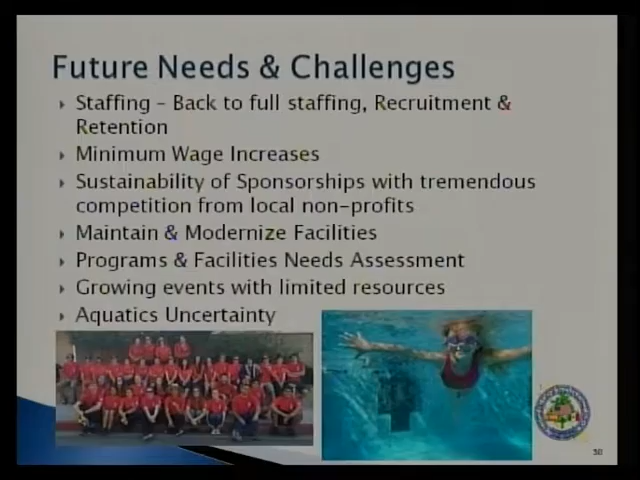 Future Needs & Challenges
Staffing - Back to full staffing, Recruitment &
Retention
Minimum Wage Increases
Sustainability of Sponsorships with tremendous
competition from local non-profits
Maintain & Modernize Facilities
Programs & Facilities Needs Assessment
Growing events with limited resources
Aquatics Uncertainty
30